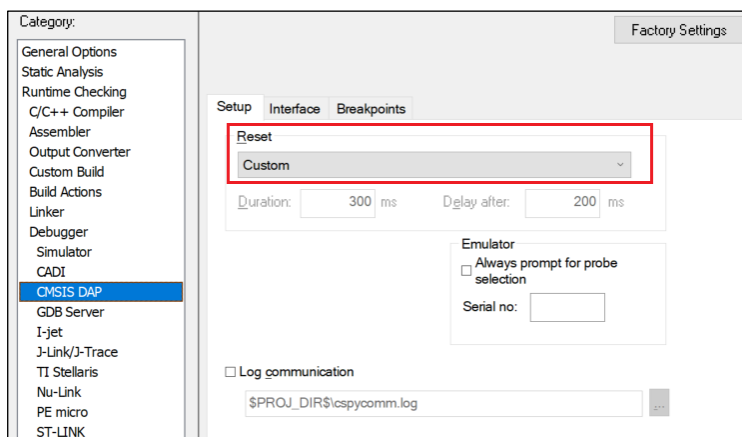 Category:
General Options
Static Analysis
Runtime Checking
C/C++ Compiler
Assembler
Output Converter
Custom Build
Build Actions
Linker
Debugger
Simulator
CADI
CMSIS DAP
GDB Server
I-jet
J-Link/J-Trace
TI Stellaris
Nu-Link
PE micro
ST-LINK
Factory Settings
Setup Interface Breakpoints
Reset
Custom
Duration: 300 ms Delay after: 200 ms
Emulator
Always prompt for probe
selection
Serial no:
Log communication
$PROJ_DIR$\cspycomm.log
...